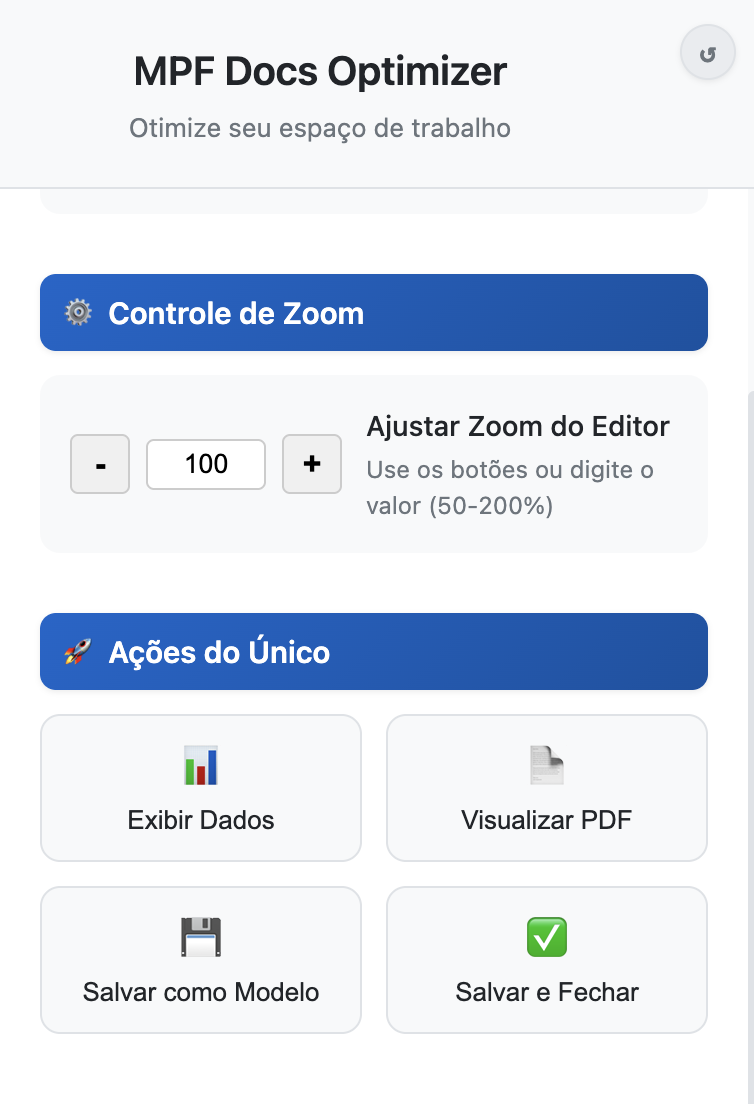 MPF Docs Optimizer
Otimize seu espaço de trabalho
Controle de Zoom
-
100
+
Ajustar Zoom do Editor
Use os botões ou digite o
valor (50-200%)
Ações do Único
Exibir Dados
Visualizar PDF
Salvar como Modelo
Salvar e Fechar